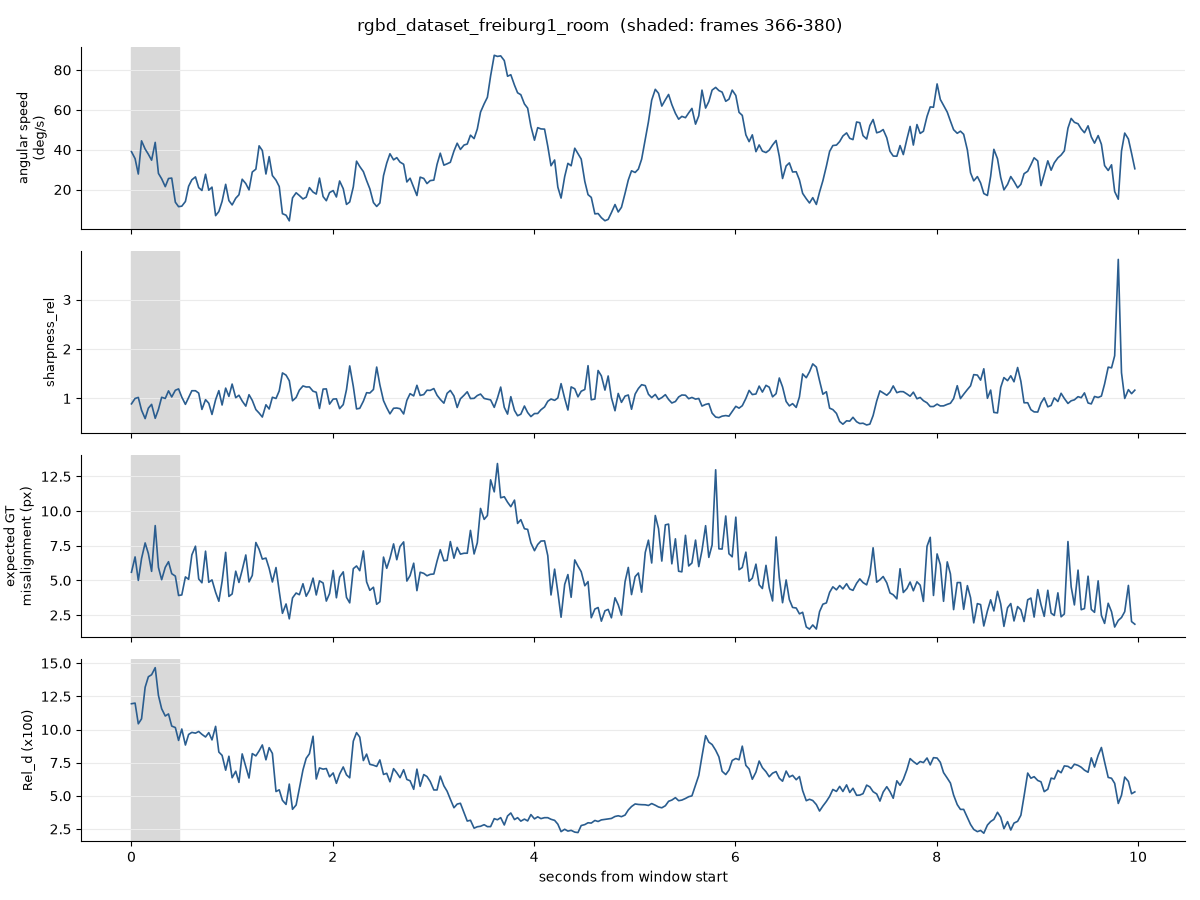 rgbd_dataset_freiburg1_room  (shaded: frames 366-380)
angular speed
(deg/s)
80
60
40
20
sharpness_rel
3
2
1
expected GT
misalignment (px)
12.5
10.0
7.5
5.0
2.5
Rel_d (x100)
15.0
12.5
10.0
7.5
5.0
2.5
0 2 4 6 8 10
seconds from window start